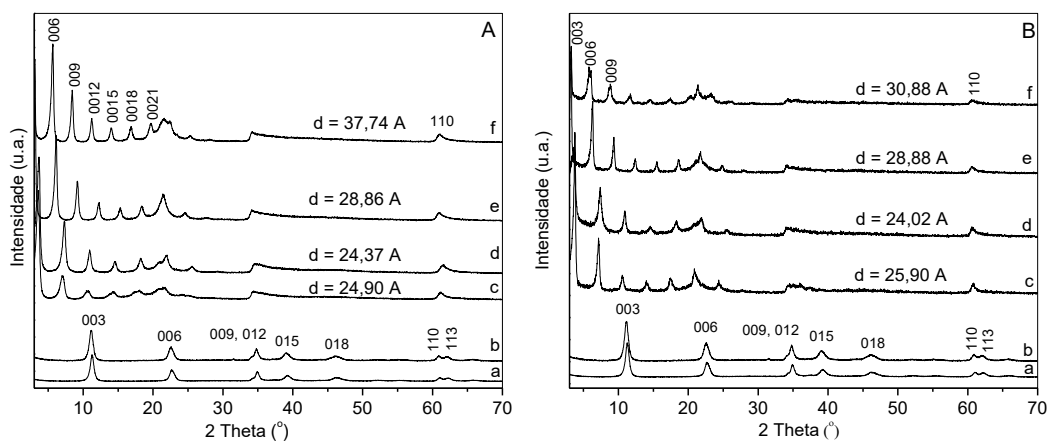 A
006
009
0012
0015
0018
0021
d = 37,74 A
110
f
d = 28,86 A
e
d = 24,37 A
d
d = 24,90 A
c
003
006
009, 012
015
018
110
113
b
a
Intensidade (u.a.)
10 20 30 40 50 60 70
2 Theta (°)
B
003
006
009
110
d = 30,88 A
f
d = 28,88 A
e
d = 24,02 A
d
d = 25,90 A
c
003
006
009, 012
015
018
110
113
b
a
Intensidade (u.a.)
10 20 30 40 50 60 70
2 Theta (°)